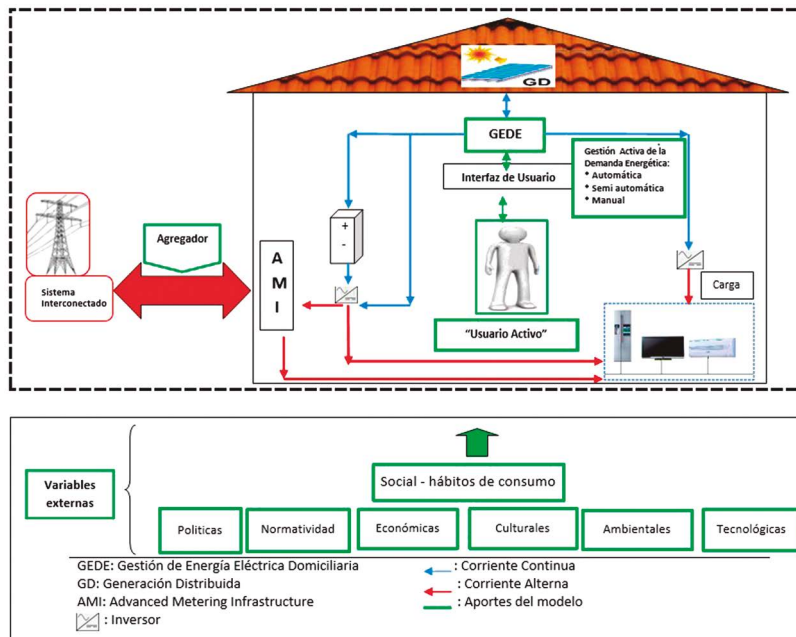 GD
GEDE
Gestión Activa de la
Demanda Energética:
* Automática
* Semi automática
* Manual
Interfaz de Usuario
+
-
Agregador
A
M
I
Sistema
Interconectado
Carga
"Usuario Activo"
Variables
externas
Social - hábitos de consumo
Politicas
Normatividad
Económicas
Culturales
Ambientales
Tecnológicas
GEDE: Gestión de Energía Eléctrica Domiciliaria
GD: Generación Distribuida
AMI: Advanced Metering Infrastructure
: Inversor
: Corriente Continua
: Corriente Alterna
: Aportes del modelo